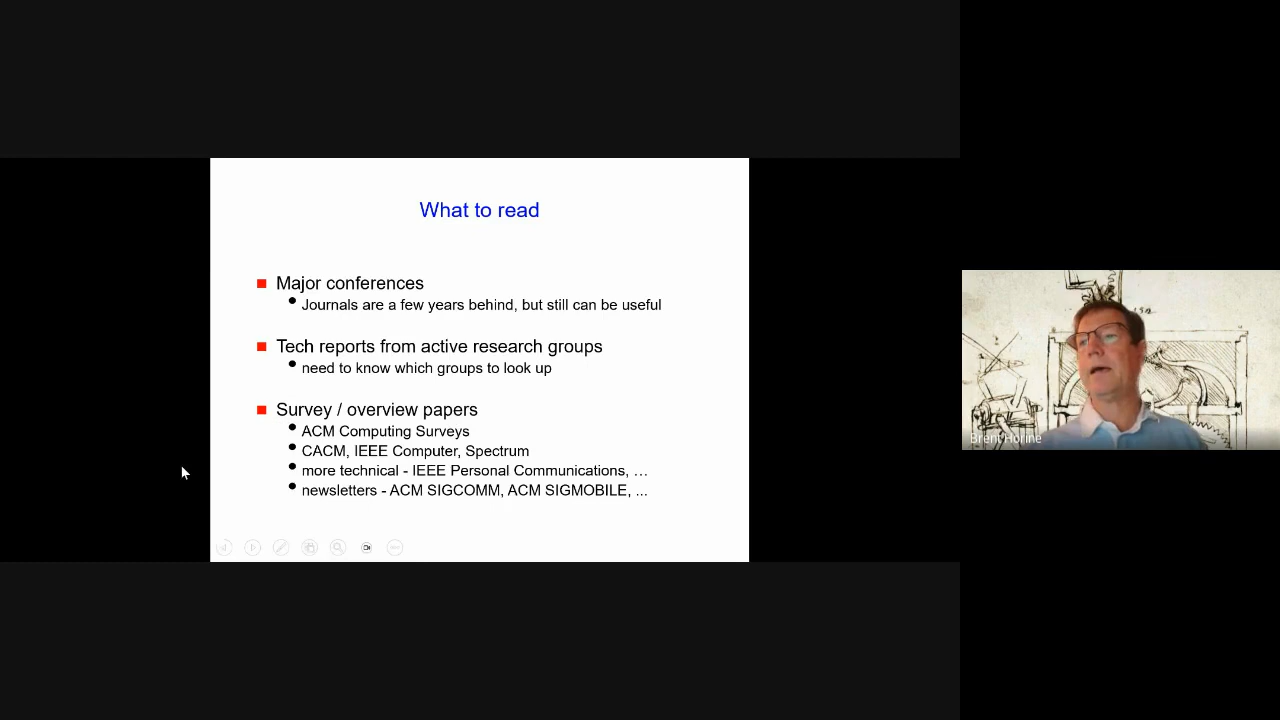 What to read
Major conferences
Journals are a few years behind, but still can be useful
Tech reports from active research groups
need to know which groups to look up
Survey / overview papers
ACM Computing Surveys
CACM, IEEE Computer, Spectrum
more technical - IEEE Personal Communications, …
newsletters - ACM SIGCOMM, ACM SIGMOBILE, ...
Brent Horine